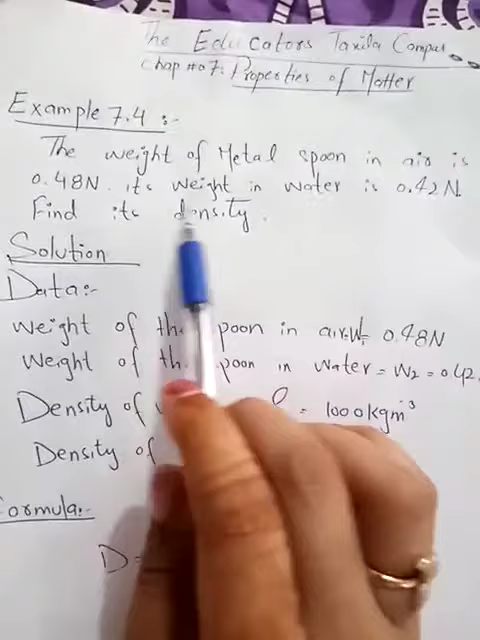 The Educators Taxila Campus
Chap #07: Properties of Matter
Example 7.4 :-
The weight of Metal spoon in air is
0.48N. its weight in water is 0.42N.
Find its density.
Solution
Data:-
weight of the spoon in air = W₁ = 0.48N
weight of the spoon in water = W₂ = 0.42
Density of = 1000kgm⁻³
Density of
Formula:-
D =